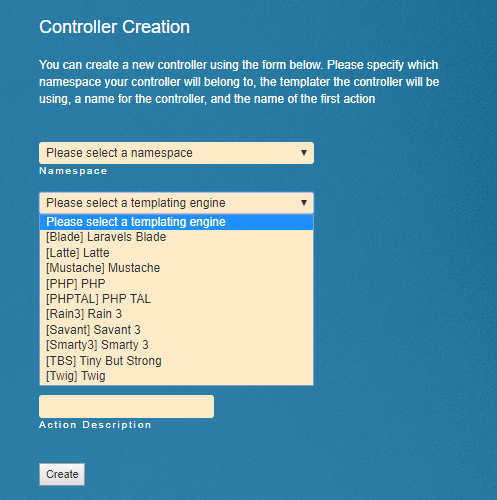 Controller Creation
You can create a new controller using the form below. Please specify which
namespace your controller will belong to, the templater the controller will be
using, a name for the controller, and the name of the first action
Please select a namespace
Namespace
Please select a templating engine
Please select a templating engine
[Blade] Laravels Blade
[Latte] Latte
[Mustache] Mustache
[PHP] PHP
[PHPTAL] PHP TAL
[Rain3] Rain 3
[Savant] Savant 3
[Smarty3] Smarty 3
[TBS] Tiny But Strong
[Twig] Twig
Action Description
Create